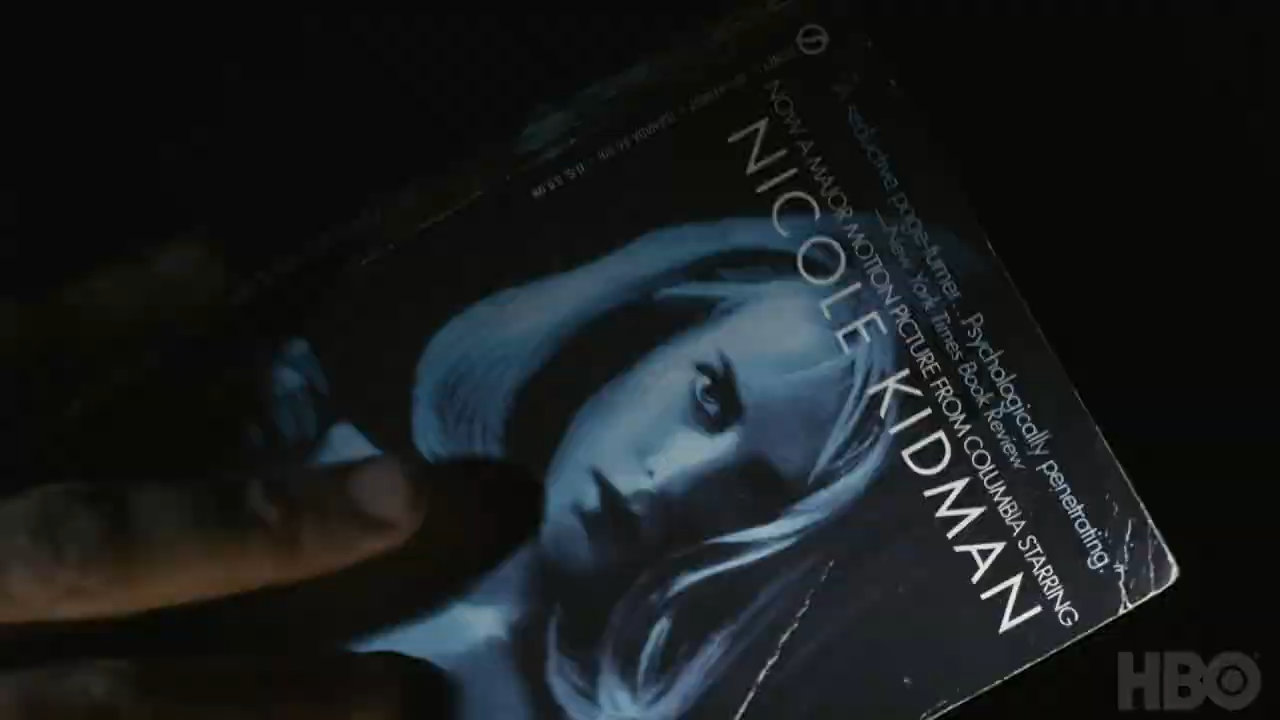 A seductive page-turner... Psychologically penetrating."
—New York Times Book Review
NOW A MAJOR MOTION PICTURE FROM COLUMBIA STARRING
NICOLE KIDMAN
HBO